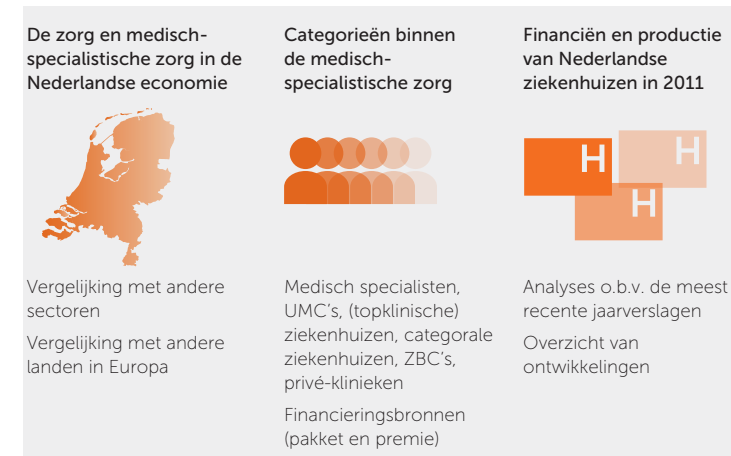 De zorg en medisch-
specialistische zorg in de
Nederlandse economie
Vergelijking met andere
sectoren
Vergelijking met andere
landen in Europa
Categorieën binnen
de medisch-
specialistische zorg
Medisch specialisten,
UMC's, (topklinische)
ziekenhuizen, categorale
ziekenhuizen, ZBC's,
privé-klinieken
Financieringsbronnen
(pakket en premie)
Financiën en productie
van Nederlandse
ziekenhuizen in 2011
H
H
H
Analyses o.b.v. de meest
recente jaarverslagen
Overzicht van
ontwikkelingen